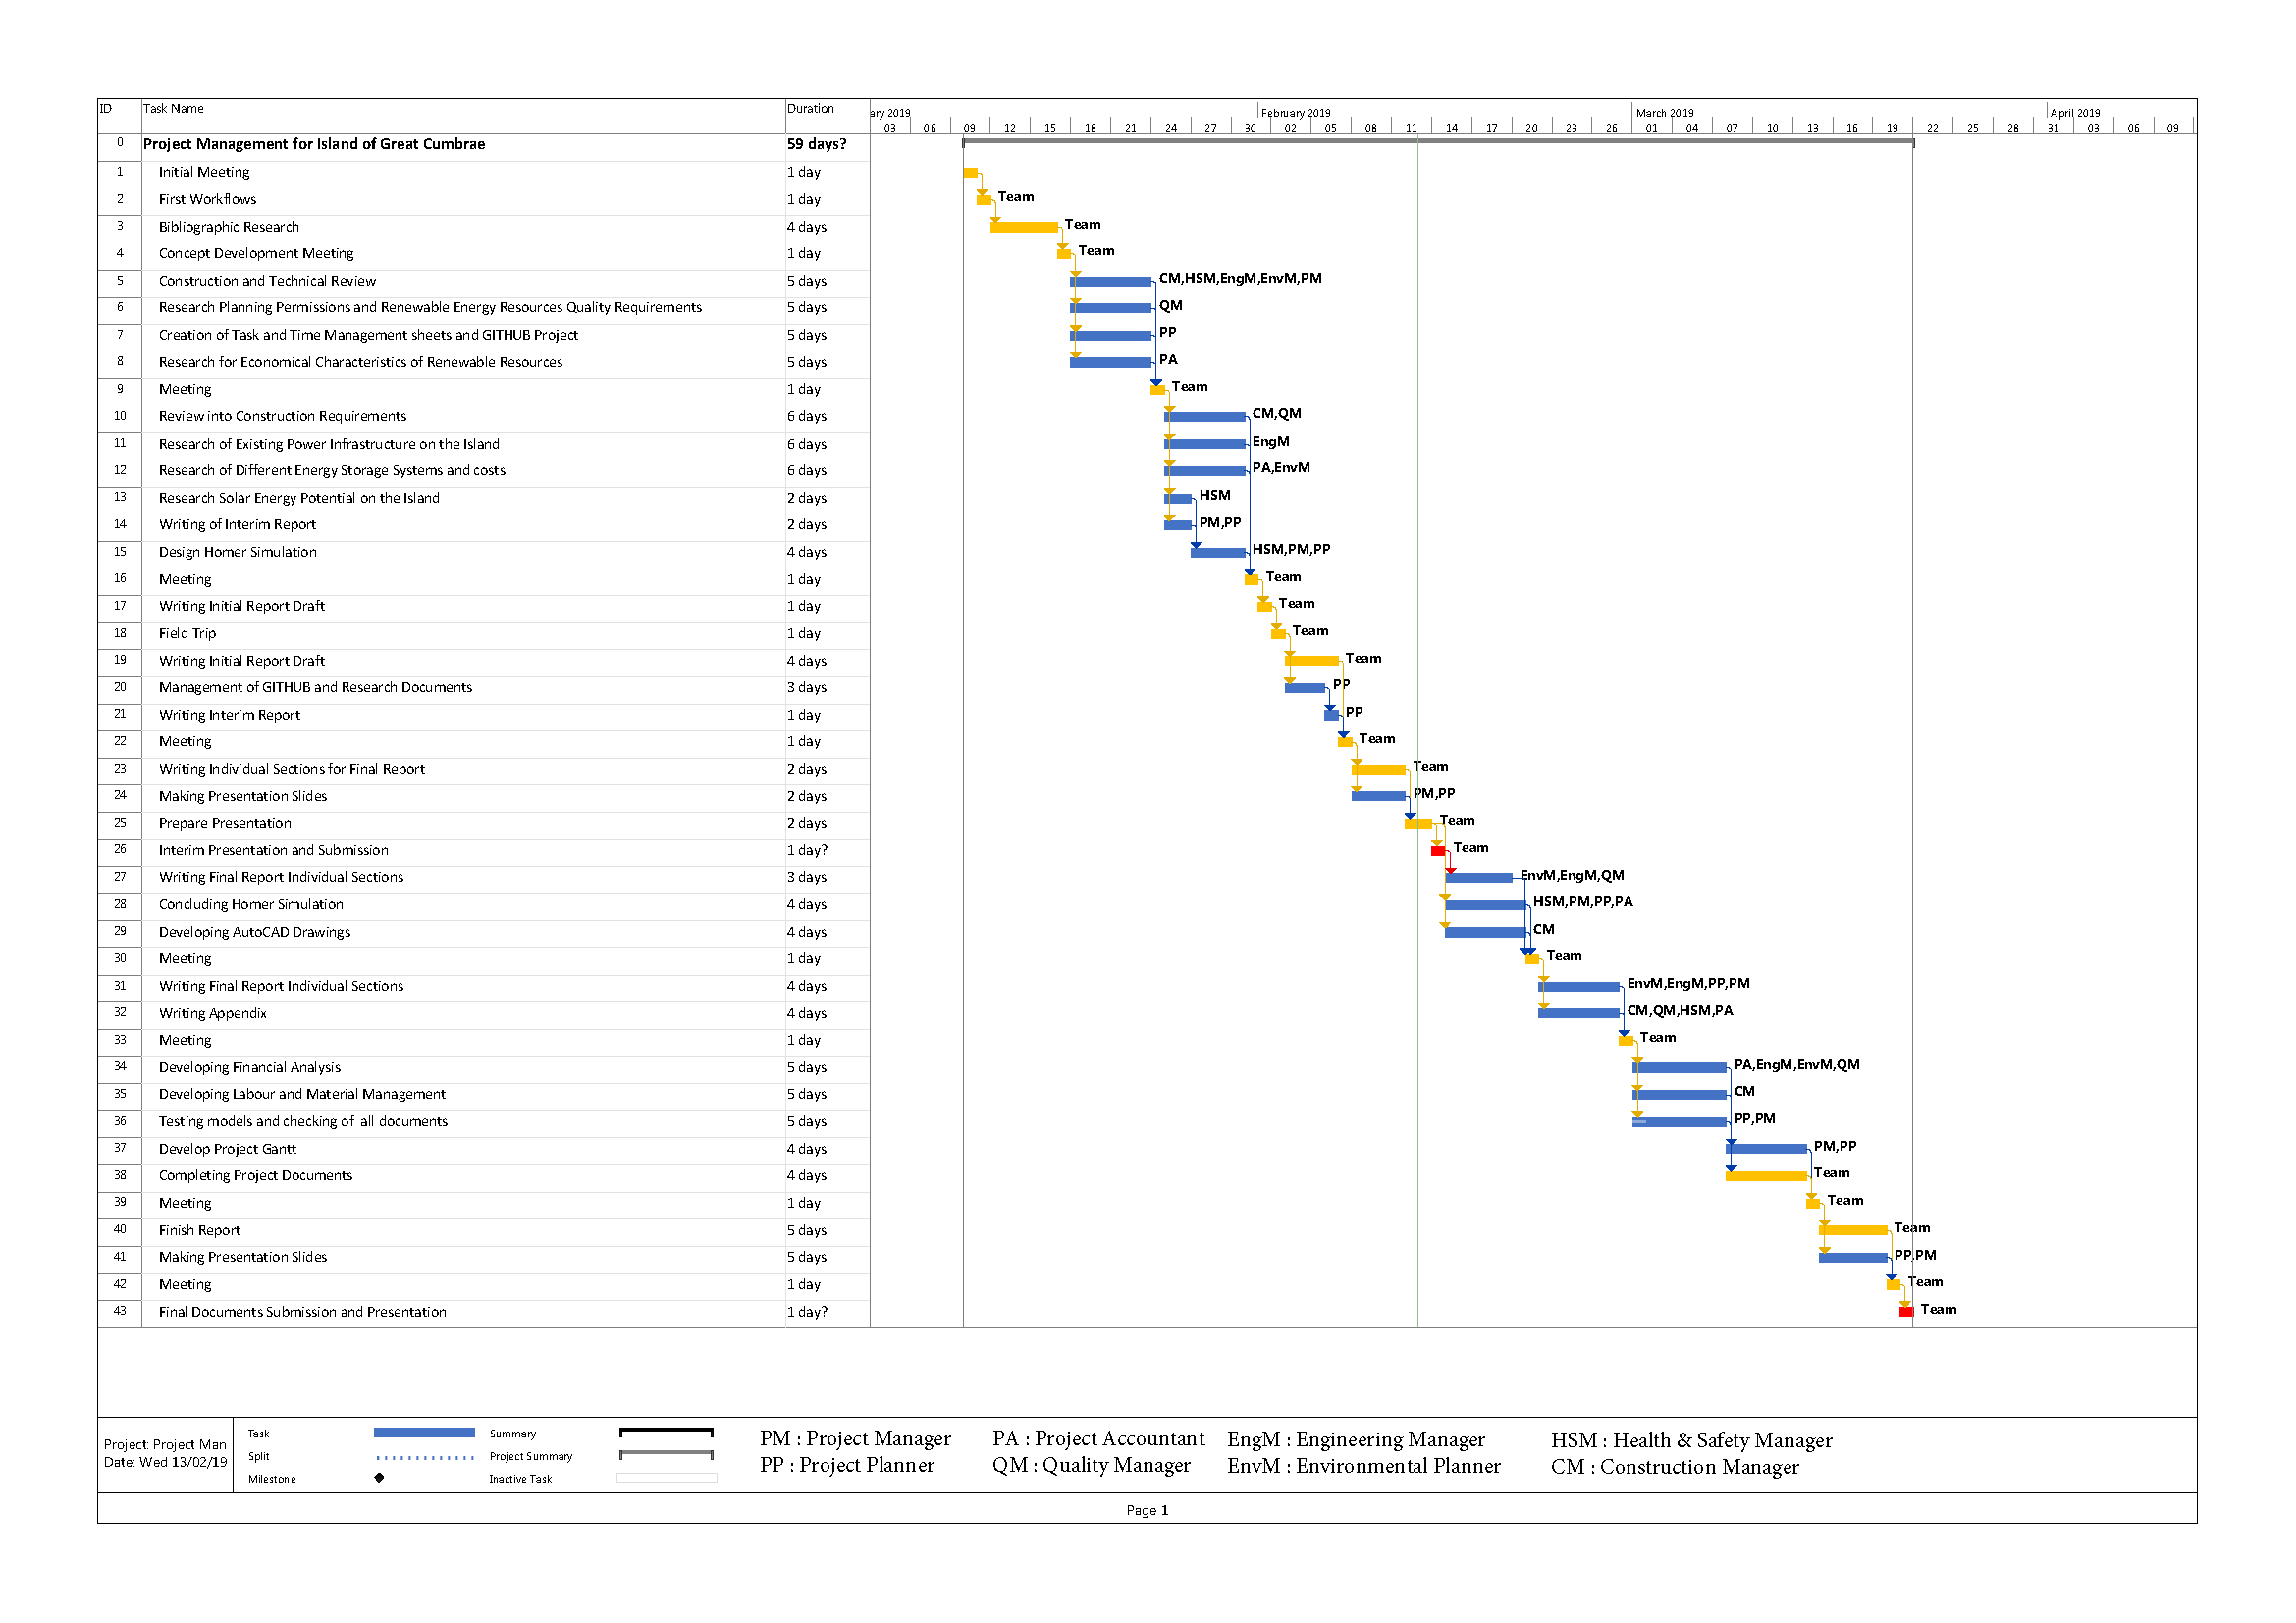 ID Task Name Duration ary 2019 February 2019 March 2019 April 2019
03 06 09 12 15 18 21 24 27 30 02 05 08 11 14 17 20 23 26 01 04 07 10 13 16 19 22 25 28 31 03 06 09
0 Project Management for Island of Great Cumbrae 59 days?
1 Initial Meeting 1 day
2 First Workflows 1 day Team
3 Bibliographic Research 4 days Team
4 Concept Development Meeting 1 day Team
5 Construction and Technical Review 5 days CM,HSM,EngM,EnvM,PM
6 Research Planning Permissions and Renewable Energy Resources Quality Requirements 5 days QM
7 Creation of Task and Time Management sheets and GITHUB Project 5 days PP
8 Research for Economical Characteristics of Renewable Resources 5 days PA
9 Meeting 1 day Team
10 Review into Construction Requirements 6 days CM,QM
11 Research of Existing Power Infrastructure on the Island 6 days EngM
12 Research of Different Energy Storage Systems and costs 6 days PA,EnvM
13 Research Solar Energy Potential on the Island 2 days HSM
14 Writing of Interim Report 2 days PM,PP
15 Design Homer Simulation 4 days HSM,PM,PP
16 Meeting 1 day Team
17 Writing Initial Report Draft 1 day Team
18 Field Trip 1 day Team
19 Writing Initial Report Draft 4 days Team
20 Management of GITHUB and Research Documents 3 days PP
21 Writing Interim Report 1 day PP
22 Meeting 1 day Team
23 Writing Individual Sections for Final Report 2 days Team
24 Making Presentation Slides 2 days PM,PP
25 Prepare Presentation 2 days Team
26 Interim Presentation and Submission 1 day? Team
27 Writing Final Report Individual Sections 3 days EnvM,EngM,QM
28 Concluding Homer Simulation 4 days HSM,PM,PP,PA
29 Developing AutoCAD Drawings 4 days CM
30 Meeting 1 day Team
31 Writing Final Report Individual Sections 4 days EnvM,EngM,PP,PM
32 Writing Appendix 4 days CM,QM,HSM,PA
33 Meeting 1 day Team
34 Developing Financial Analysis 5 days PA,EngM,EnvM,QM
35 Developing Labour and Material Management 5 days CM
36 Testing models and checking of all documents 5 days PP,PM
37 Develop Project Gantt 4 days PM,PP
38 Completing Project Documents 4 days Team
39 Meeting 1 day Team
40 Finish Report 5 days Team
41 Making Presentation Slides 5 days PP,PM
42 Meeting 1 day Team
43 Final Documents Submission and Presentation 1 day? Team
Project: Project Man
Date: Wed 13/02/19
Task Summary
Split Project Summary
Milestone Inactive Task
PM : Project Manager PA : Project Accountant EngM : Engineering Manager HSM : Health & Safety Manager
PP : Project Planner QM : Quality Manager EnvM : Environmental Planner CM : Construction Manager
Page 1